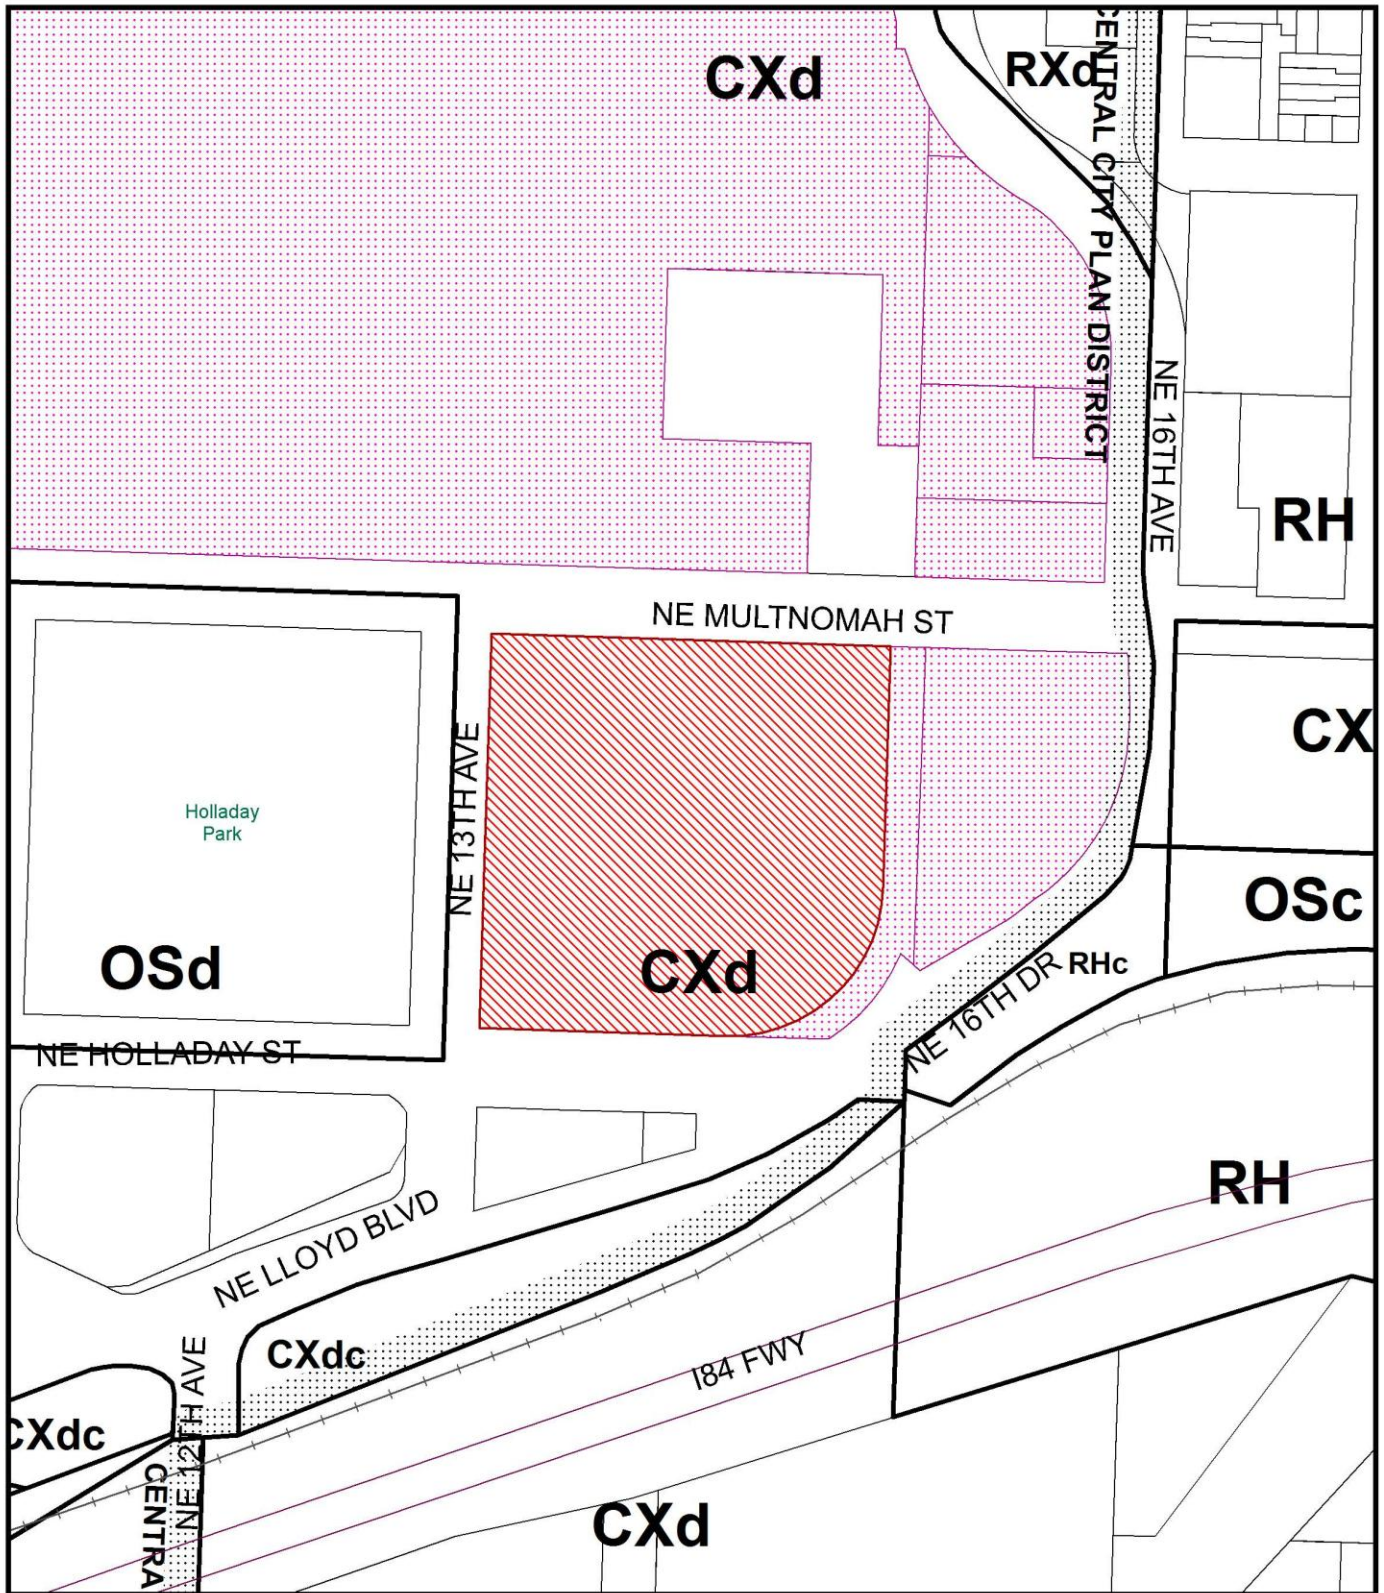 CXd
RXd
CENTRAL CITY PLAN DISTRICT
NE 16TH AVE
RH
NE MULTNOMAH ST
CX
NE 13TH AVE
Holladay
Park
OSc
OSd
CXd
RHc
NE 16TH DR
NE HOLLADAY ST
RH
NE LLOYD BLVD
CXdc
I84 FWY
NE 12TH AVE
CXdc
CENTRA
CXd